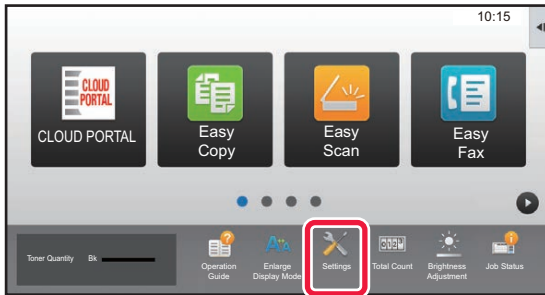 10:15
CLOUD
PORTAL
CLOUD PORTAL
Easy
Copy
Easy
Scan
Easy
Fax
Toner Quantity Bk
Operation
Guide
Enlarge
Display Mode
Settings
Total Count
Brightness
Adjustment
Job Status